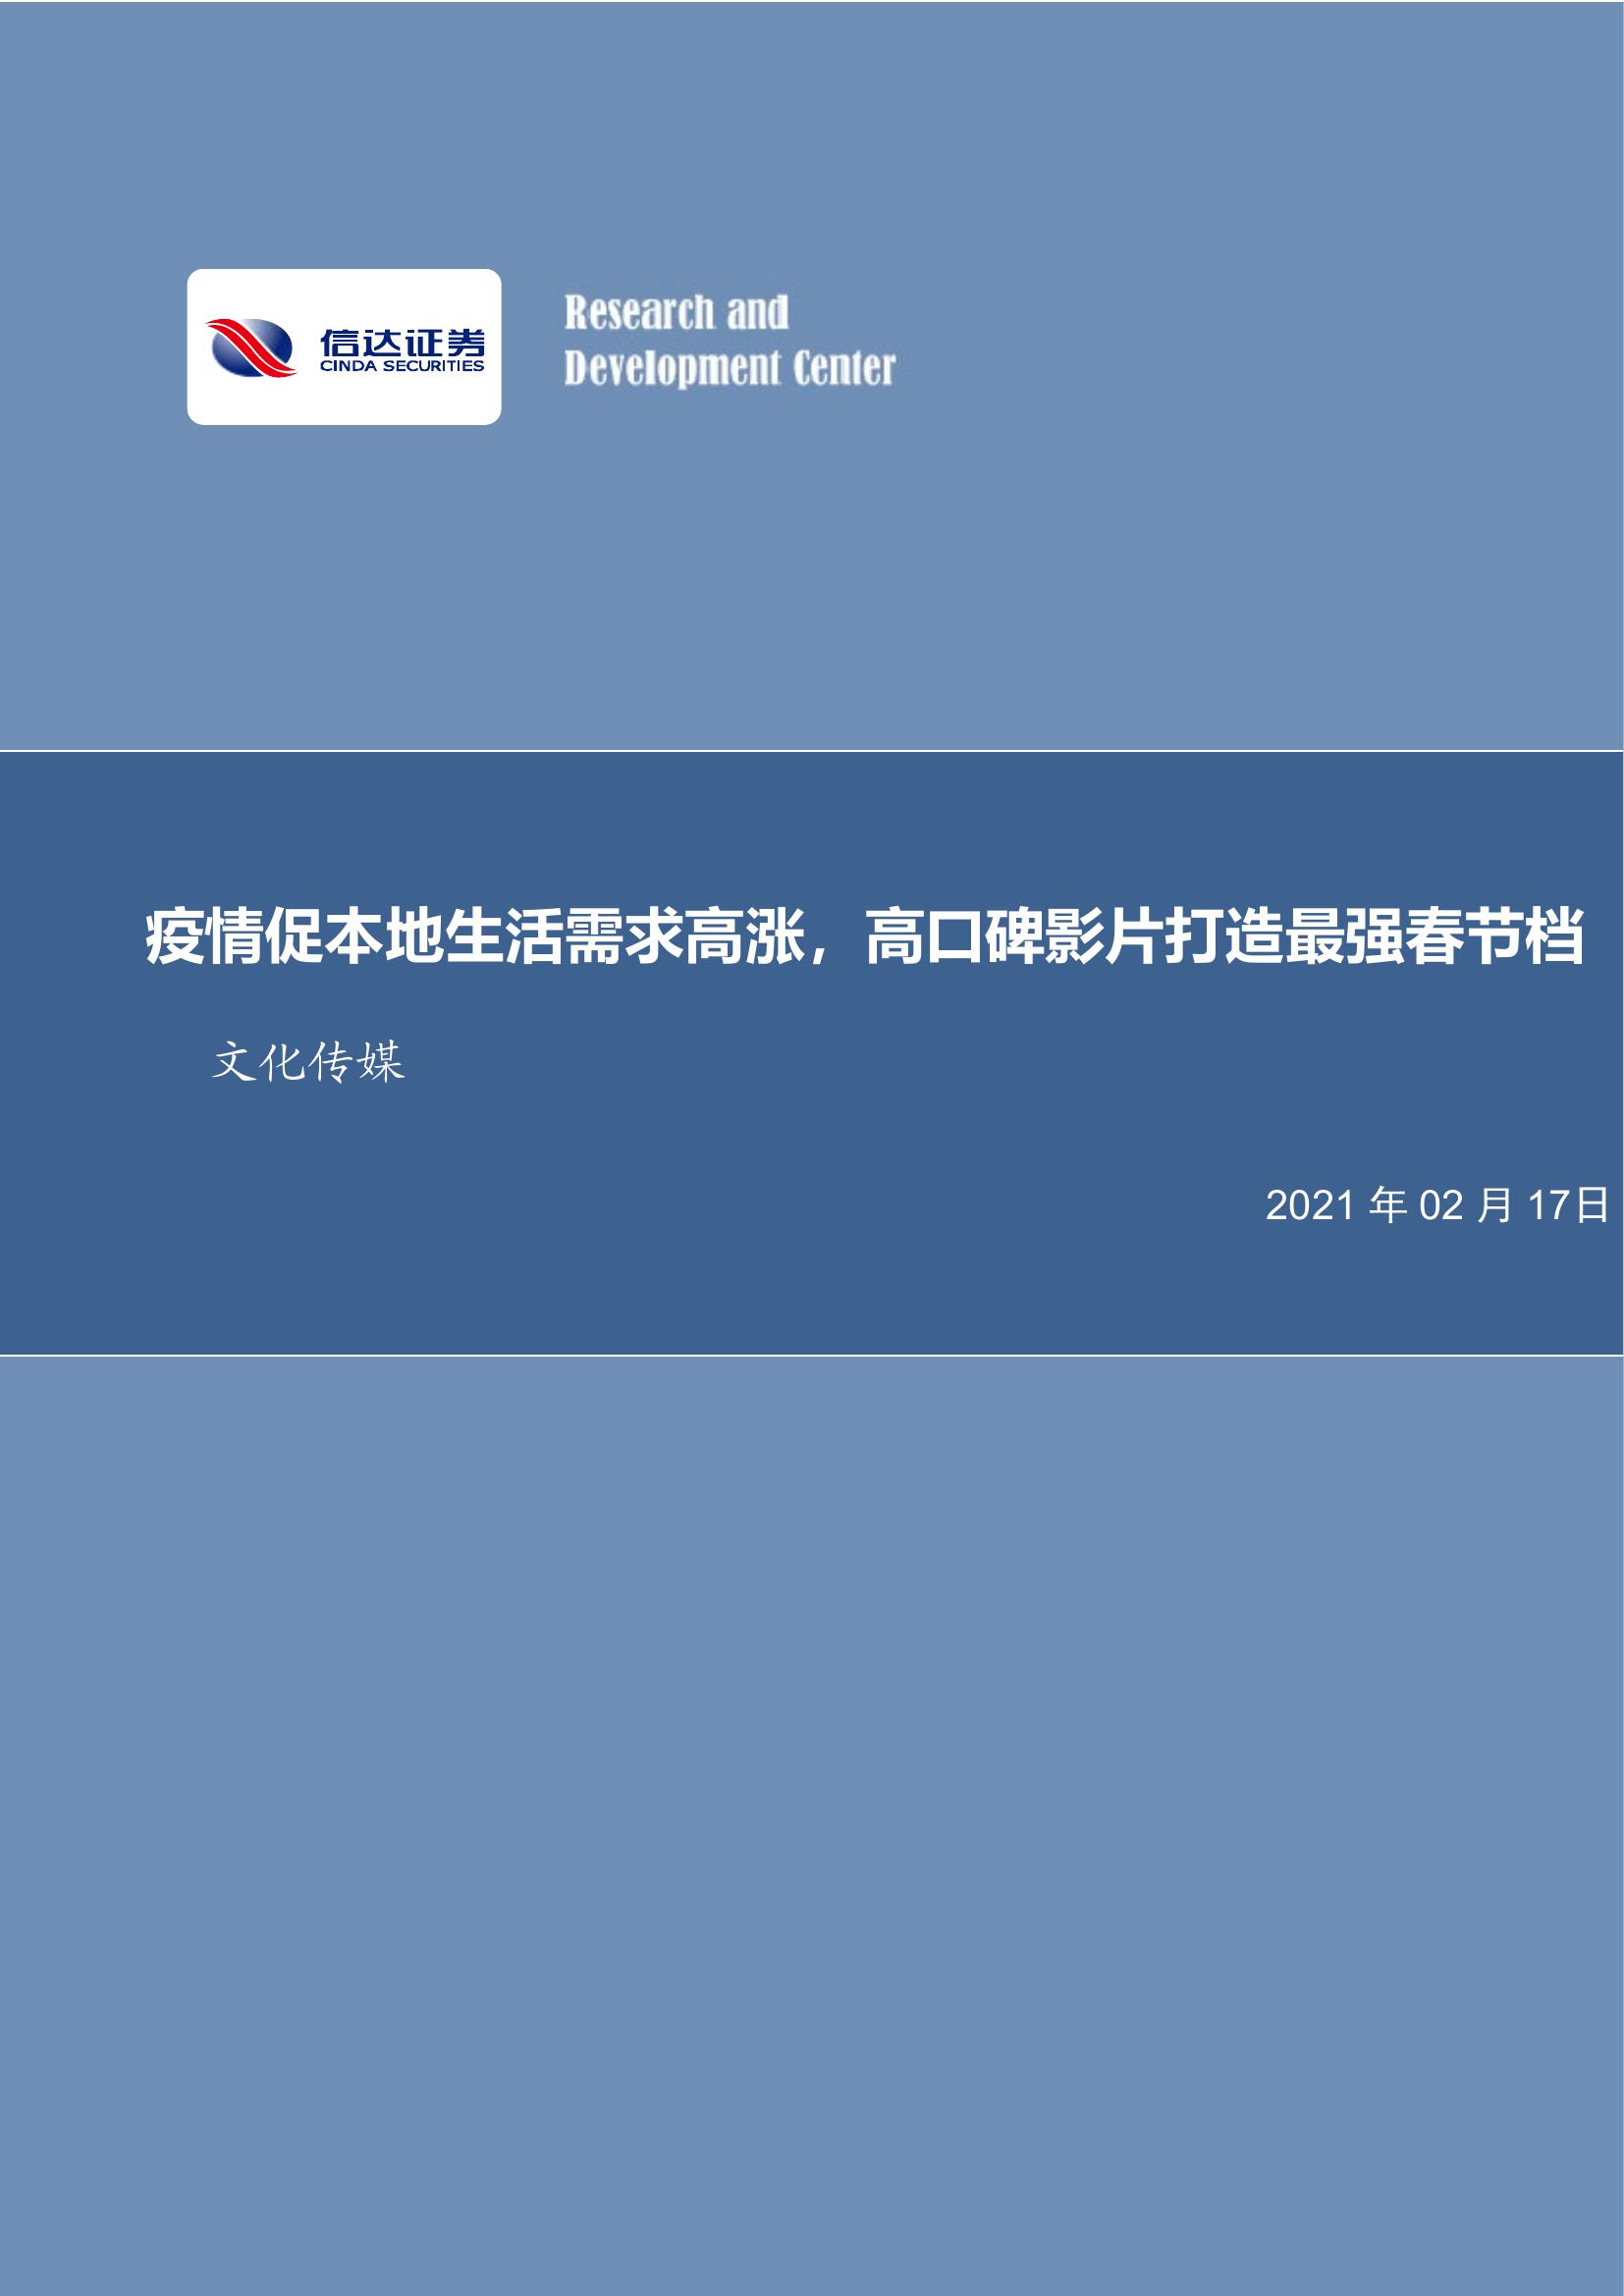 信达证券
CINDA SECURITIES
Research and
Development Center
疫情促本地生活需求高涨，高口碑影片打造最强春节档
文化传媒
2021 年 02 月 17日